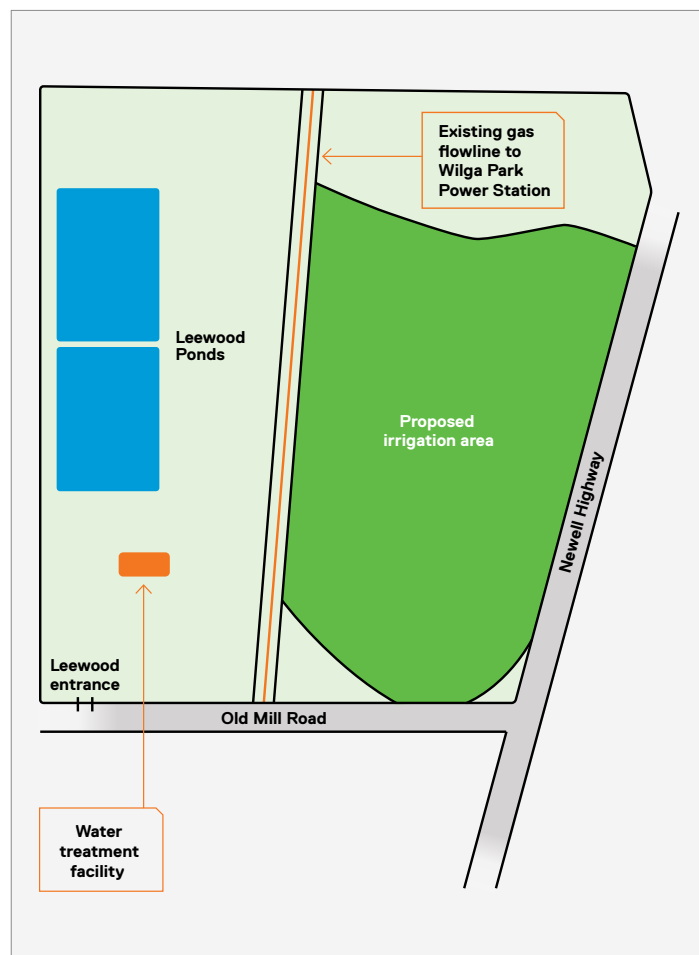 Existing gas
flowline to
Wilga Park
Power Station
Leewood
Ponds
Proposed
irrigation area
Newell Highway
Leewood
entrance
Old Mill Road
Water
treatment
facility